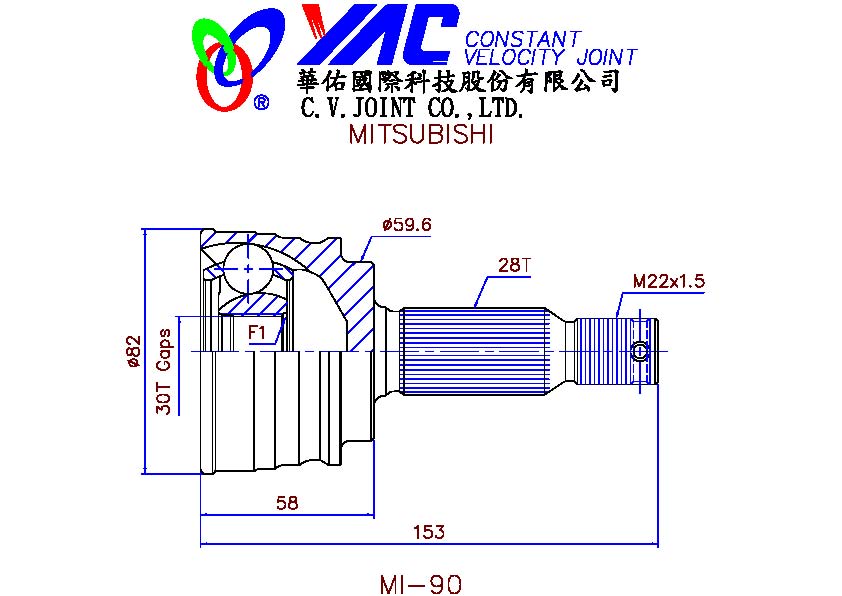 YAC CONSTANT
VELOCITY JOINT
®
華佑國際科技股份有限公司
C.V.JOINT CO.,LTD.
MITSUBISHI
ø59.6
28T
M22x1.5
F1
ø82
30T Gaps
58
153
MI-90